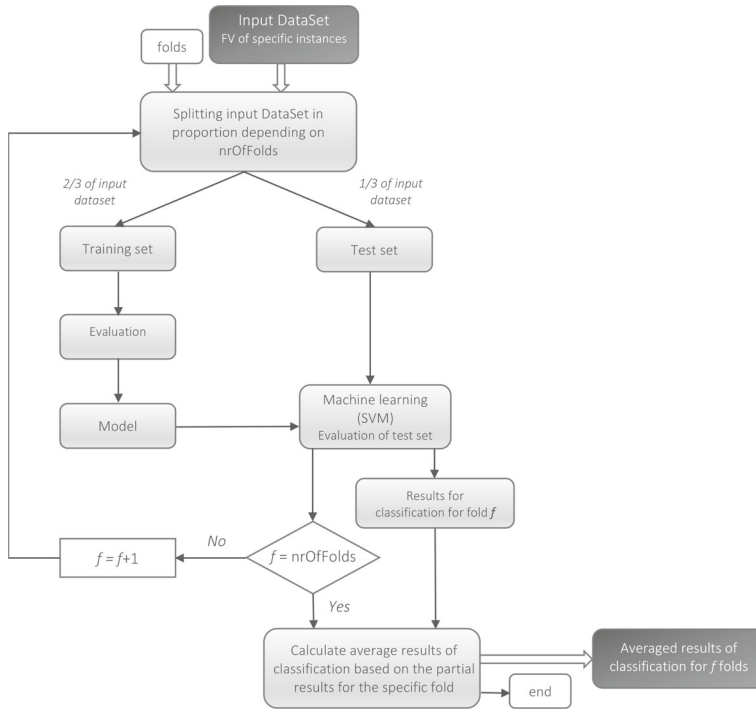 Input DataSet
FV of specific instances
folds
Splitting input DataSet in
proportion depending on
nrOfFolds
2/3 of input
dataset
1/3 of input
dataset
Training set
Test set
Evaluation
Machine learning
(SVM)
Evaluation of test set
Model
Results for
classification for fold f
No
f = f+1
f = nrOfFolds
Yes
Calculate average results of
classification based on the partial
results for the specific fold
Averaged results of
classification for f folds
end